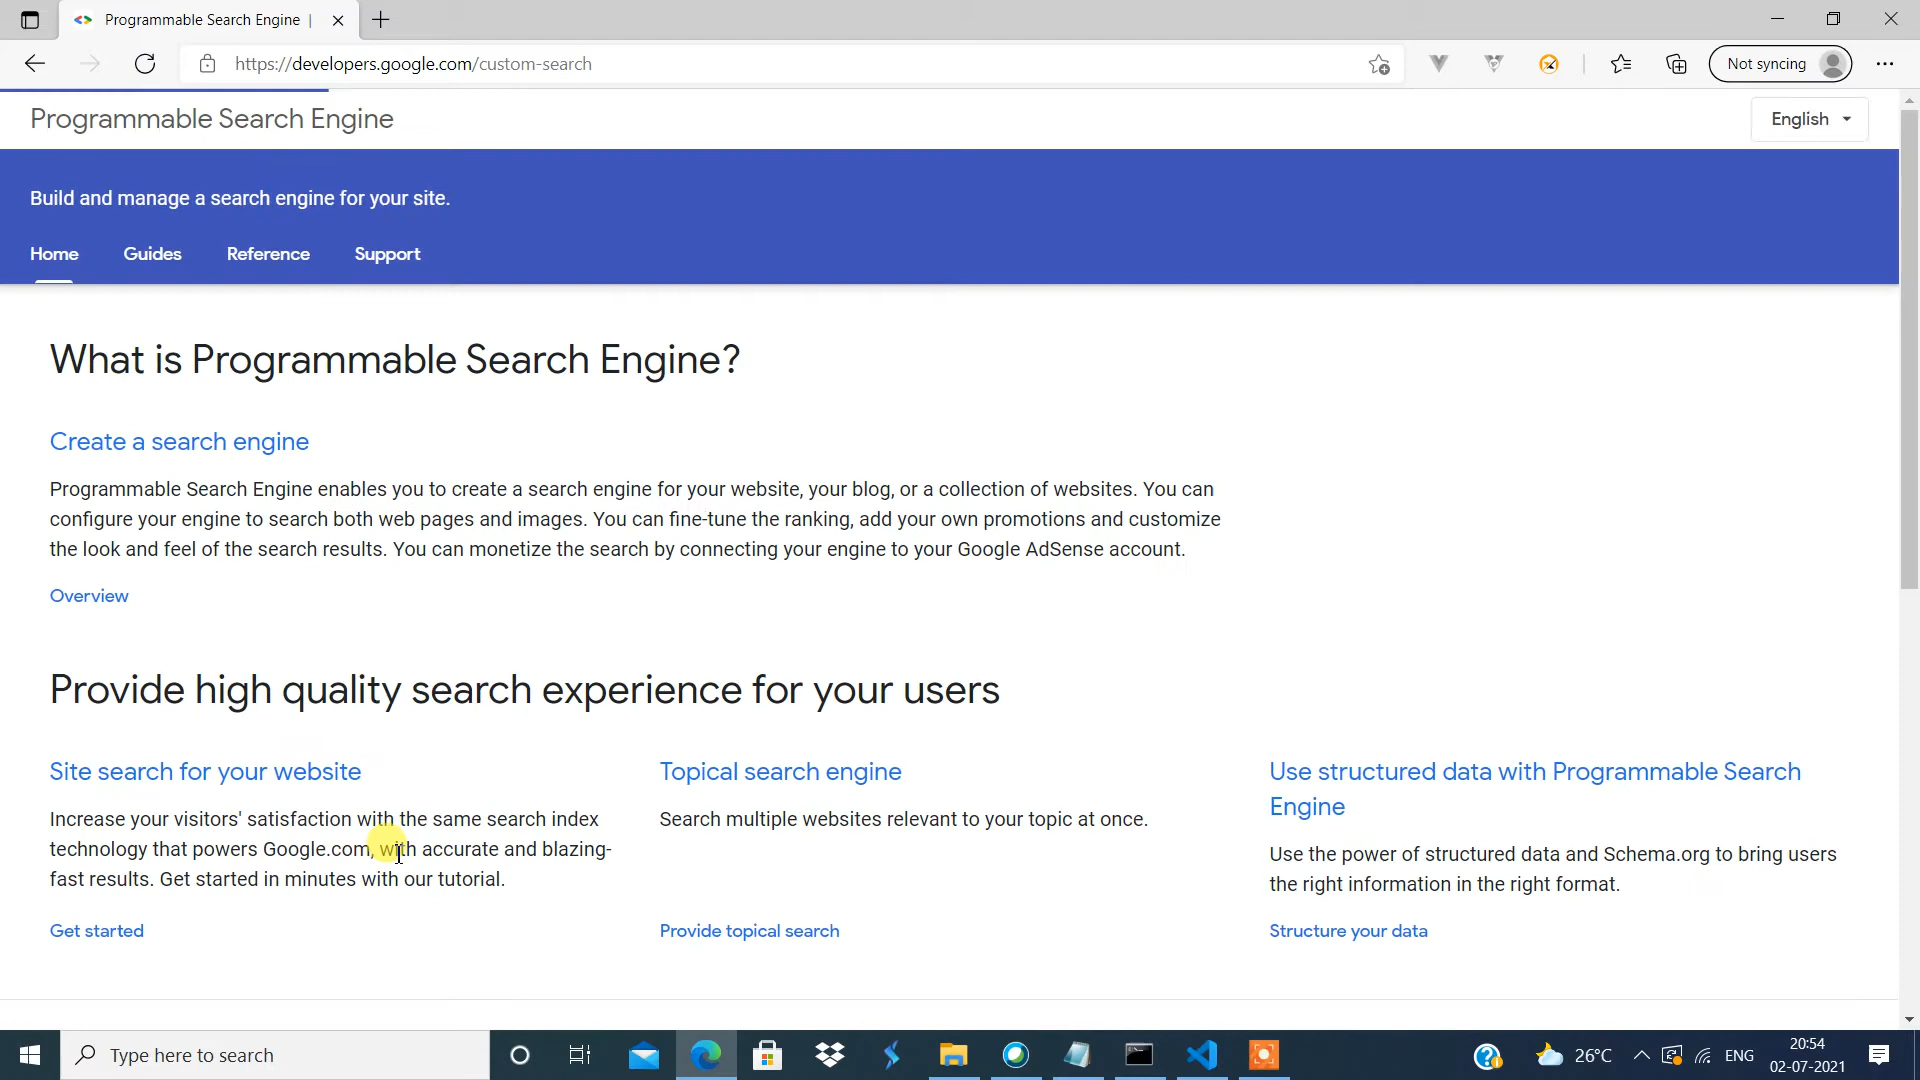 Programmable Search Engine |
https://developers.google.com/custom-search
Not syncing
Programmable Search Engine
English
Build and manage a search engine for your site.
Home Guides Reference Support
What is Programmable Search Engine?
Create a search engine
Programmable Search Engine enables you to create a search engine for your website, your blog, or a collection of websites. You can
configure your engine to search both web pages and images. You can fine-tune the ranking, add your own promotions and customize
the look and feel of the search results. You can monetize the search by connecting your engine to your Google AdSense account.
Overview
Provide high quality search experience for your users
Site search for your website
Increase your visitors' satisfaction with the same search index
technology that powers Google.com, with accurate and blazing-
fast results. Get started in minutes with our tutorial.
Get started
Topical search engine
Search multiple websites relevant to your topic at once.
Provide topical search
Use structured data with Programmable Search
Engine
Use the power of structured data and Schema.org to bring users
the right information in the right format.
Structure your data
Type here to search
26°C
ENG
20:54
02-07-2021